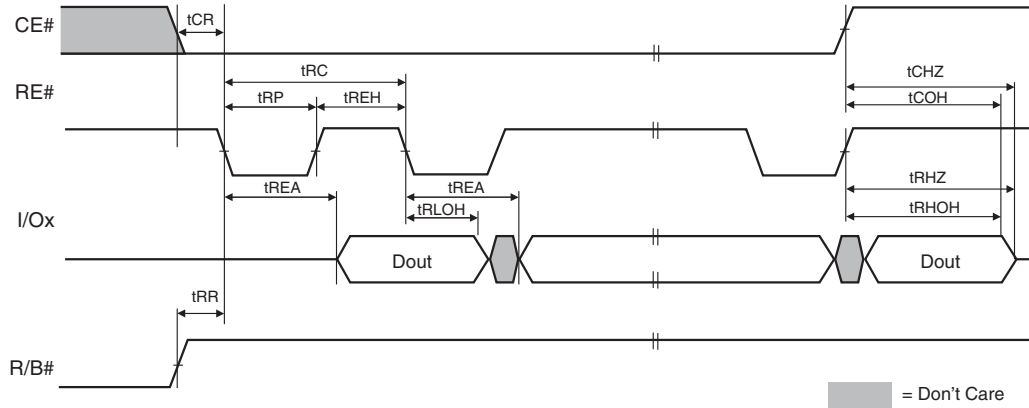 CE#
tCR
tRC
tCHZ
RE#
tRP
tREH
tCOH
tREA
tREA
tRHZ
tRLOH
tRHOH
I/Ox
Dout
Dout
tRR
R/B#
= Don't Care